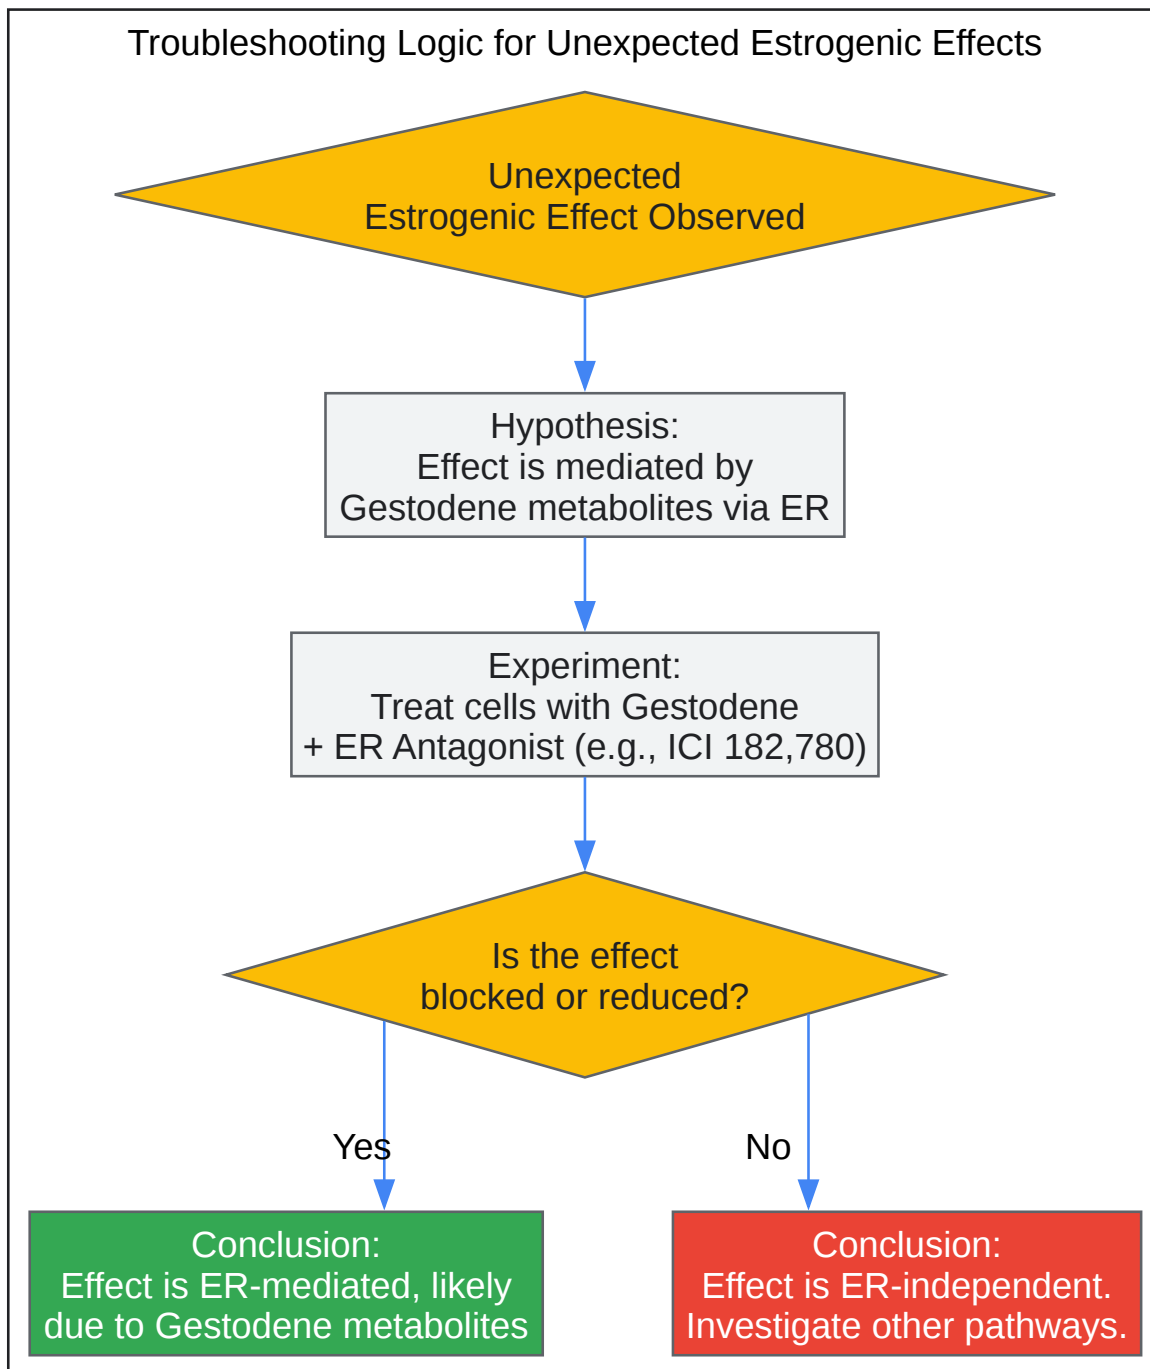 Troubleshooting Logic for Unexpected Estrogenic Effects
Unexpected
Estrogenic Effect Observed
Hypothesis:
Effect is mediated by
Gestodene metabolites via ER
Experiment:
Treat cells with Gestodene
+ ER Antagonist (e.g., ICI 182,780)
Is the effect
blocked or reduced?
Yes
No
Conclusion:
Effect is ER-mediated, likely
due to Gestodene metabolites
Conclusion:
Effect is ER-independent.
Investigate other pathways.